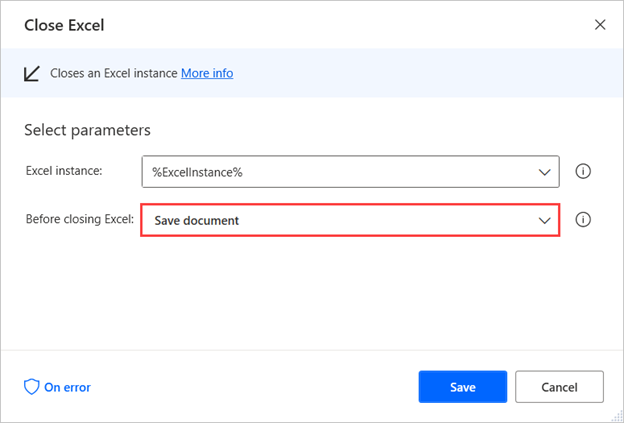 Close Excel
Closes an Excel instance More info
Select parameters
Excel instance: %ExcelInstance%
Before closing Excel: Save document
On error Save Cancel